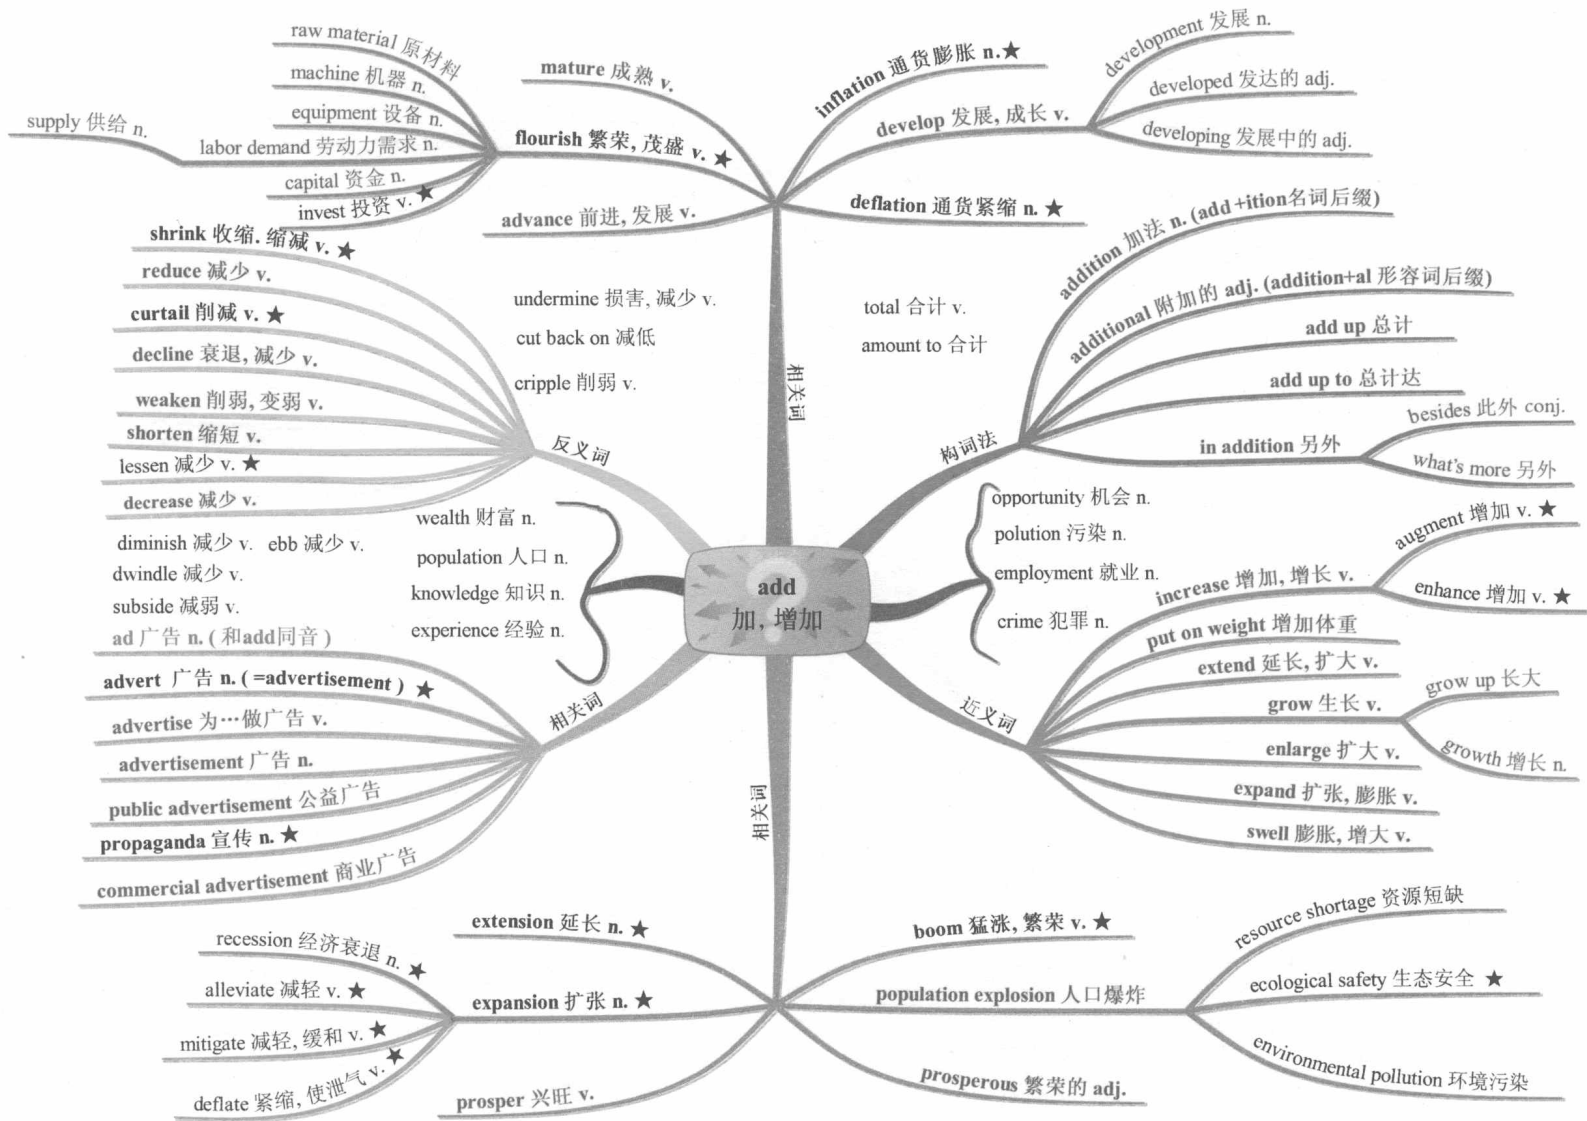 raw material 原材料
machine 机器 n.
equipment 设备 n.
supply 供给 n.
labor demand 劳动力需求 n.
capital 资金 n.
invest 投资 v. ★
mature 成熟 v.
flourish 繁荣, 茂盛 v. ★
advance 前进, 发展 v.
inflation 通货膨胀 n.★
develop 发展, 成长 v.
deflation 通货紧缩 n. ★
development 发展 n.
developed 发达的 adj.
developing 发展中的 adj.
相关词
shrink 收缩. 缩减 v. ★
reduce 减少 v.
curtail 削减 v. ★
decline 衰退, 减少 v.
weaken 削弱, 变弱 v.
shorten 缩短 v.
lessen 减少 v. ★
decrease 减少 v.
反义词
undermine 损害, 减少 v.
cut back on 减低
cripple 削弱 v.
diminish 减少 v. ebb 减少 v.
dwindle 减少 v.
subside 减弱 v.
total 合计 v.
amount to 合计
addition 加法 n. (add +ition名词后缀)
additional 附加的 adj. (addition+al 形容词后缀)
add up 总计
add up to 总计达
in addition 另外
besides 此外 conj.
what's more 另外
构词法
wealth 财富 n.
population 人口 n.
knowledge 知识 n.
experience 经验 n.
add
加, 增加
opportunity 机会 n.
polution 污染 n.
employment 就业 n.
crime 犯罪 n.
augment 增加 v. ★
enhance 增加 v. ★
increase 增加, 增长 v.
put on weight 增加体重
extend 延长, 扩大 v.
grow 生长 v.
grow up 长大
growth 增长 n.
enlarge 扩大 v.
expand 扩张, 膨胀 v.
swell 膨胀, 增大 v.
近义词
ad 广告 n. ( 和add同音 )
advert 广告 n. ( =advertisement ) ★
advertise 为…做广告 v.
advertisement 广告 n.
public advertisement 公益广告
propaganda 宣传 n. ★
commercial advertisement 商业广告
相关词
相关词
extension 延长 n. ★
expansion 扩张 n. ★
prosper 兴旺 v.
recession 经济衰退 n. ★
alleviate 减轻 v. ★
mitigate 减轻, 缓和 v. ★
deflate 紧缩, 使泄气 v. ★
boom 猛涨, 繁荣 v. ★
population explosion 人口爆炸
prosperous 繁荣的 adj.
resource shortage 资源短缺
ecological safety 生态安全 ★
environmental pollution 环境污染